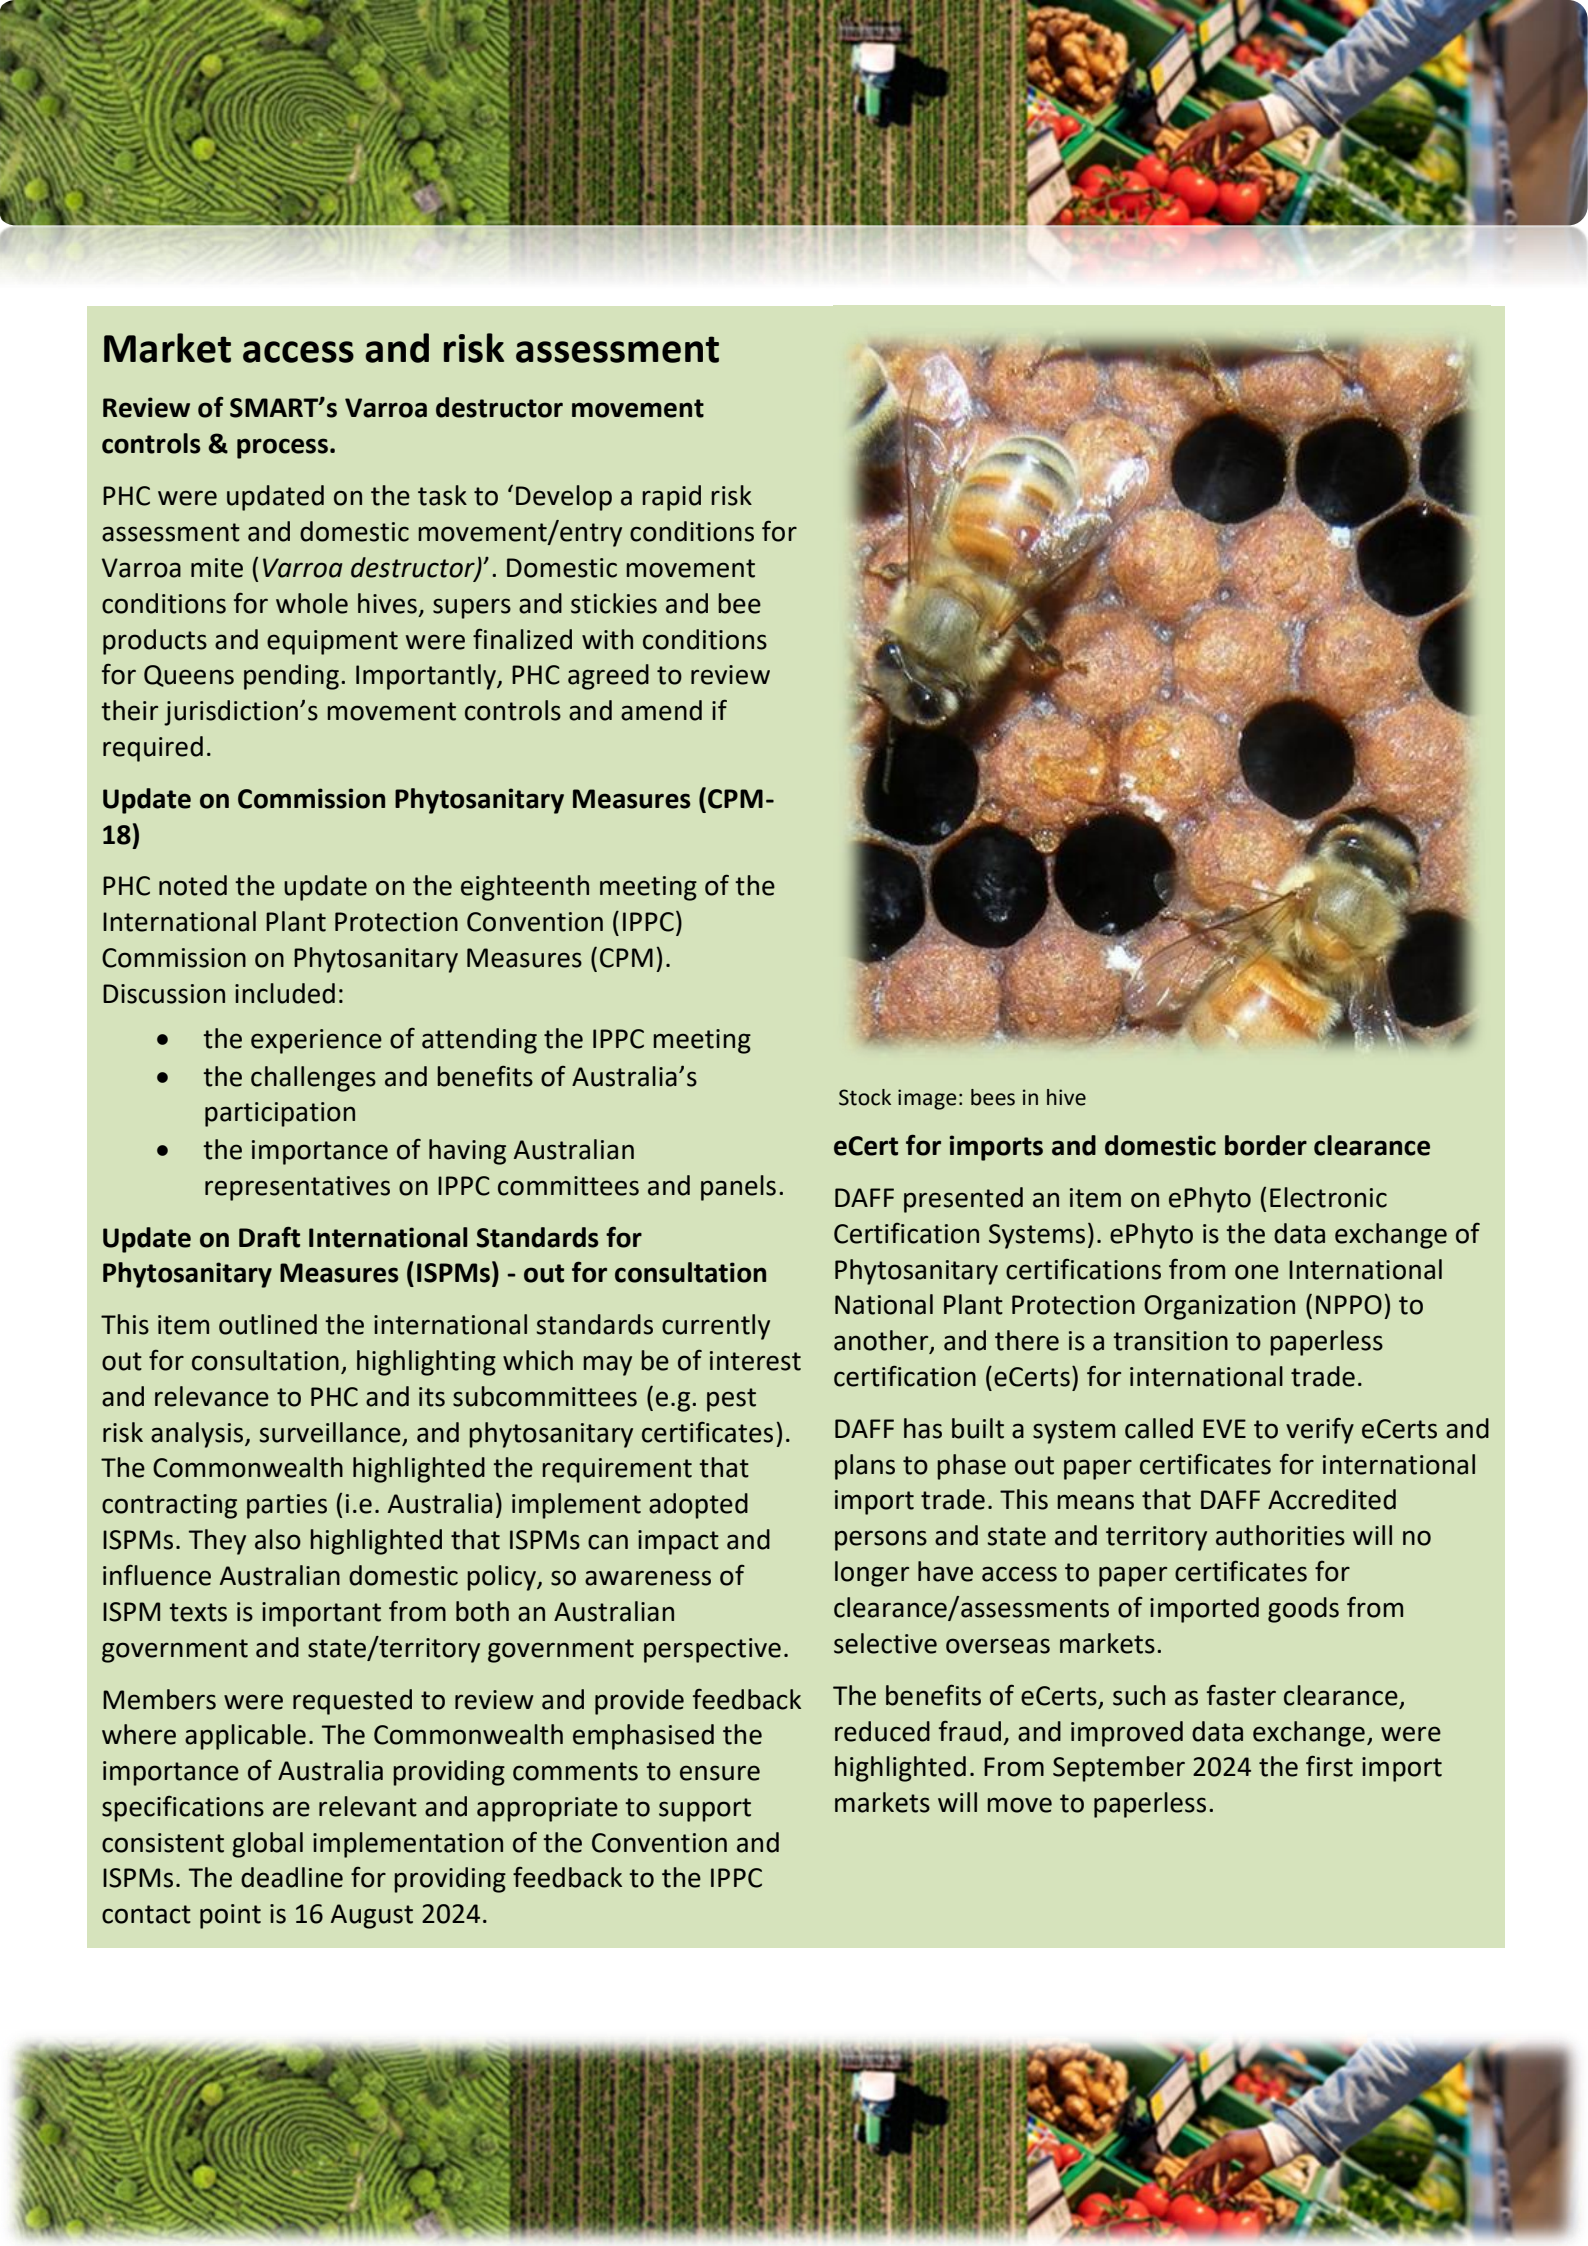 Market access and risk assessment
Review of SMART’s Varroa destructor movement
controls & process.
PHC were updated on the task to ‘Develop a rapid risk
assessment and domestic movement/entry conditions for
Varroa mite (Varroa destructor)’. Domestic movement
conditions for whole hives, supers and stickies and bee
products and equipment were finalized with conditions
for Queens pending. Importantly, PHC agreed to review
their jurisdiction’s movement controls and amend if
required.
Update on Commission Phytosanitary Measures (CPM-
18)
PHC noted the update on the eighteenth meeting of the
International Plant Protection Convention (IPPC)
Commission on Phytosanitary Measures (CPM).
Discussion included:
• the experience of attending the IPPC meeting
• the challenges and benefits of Australia’s
participation
• the importance of having Australian
representatives on IPPC committees and panels.
Update on Draft International Standards for
Phytosanitary Measures (ISPMs) - out for consultation
This item outlined the international standards currently
out for consultation, highlighting which may be of interest
and relevance to PHC and its subcommittees (e.g. pest
risk analysis, surveillance, and phytosanitary certificates).
The Commonwealth highlighted the requirement that
contracting parties (i.e. Australia) implement adopted
ISPMs. They also highlighted that ISPMs can impact and
influence Australian domestic policy, so awareness of
ISPM texts is important from both an Australian
government and state/territory government perspective.
Members were requested to review and provide feedback
where applicable. The Commonwealth emphasised the
importance of Australia providing comments to ensure
specifications are relevant and appropriate to support
consistent global implementation of the Convention and
ISPMs. The deadline for providing feedback to the IPPC
contact point is 16 August 2024.
Stock image: bees in hive
eCert for imports and domestic border clearance
DAFF presented an item on ePhyto (Electronic
Certification Systems). ePhyto is the data exchange of
Phytosanitary certifications from one International
National Plant Protection Organization (NPPO) to
another, and there is a transition to paperless
certification (eCerts) for international trade.
DAFF has built a system called EVE to verify eCerts and
plans to phase out paper certificates for international
import trade. This means that DAFF Accredited
persons and state and territory authorities will no
longer have access to paper certificates for
clearance/assessments of imported goods from
selective overseas markets.
The benefits of eCerts, such as faster clearance,
reduced fraud, and improved data exchange, were
highlighted. From September 2024 the first import
markets will move to paperless.